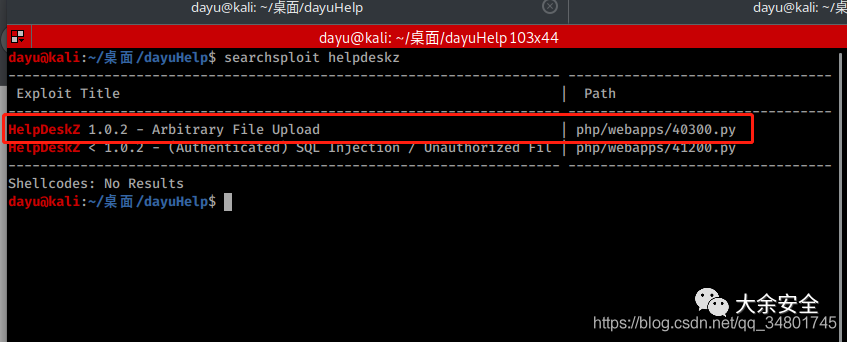 dayu@kali: ~/桌面/dayuHelp
dayu@kali: ~/桌
dayu@kali: ~/桌面/dayuHelp 103x44
dayu@kali:~/桌面/dayuHelp$ searchsploit helpdeskz
Exploit Title | Path
HelpDeskZ 1.0.2 - Arbitrary File Upload | php/webapps/40300.py
HelpDeskZ < 1.0.2 - (Authenticated) SQL Injection / Unauthorized Fil | php/webapps/41200.py
Shellcodes: No Results
dayu@kali:~/桌面/dayuHelp$
大余安全
https://blog.csdn.net/qq_34801745